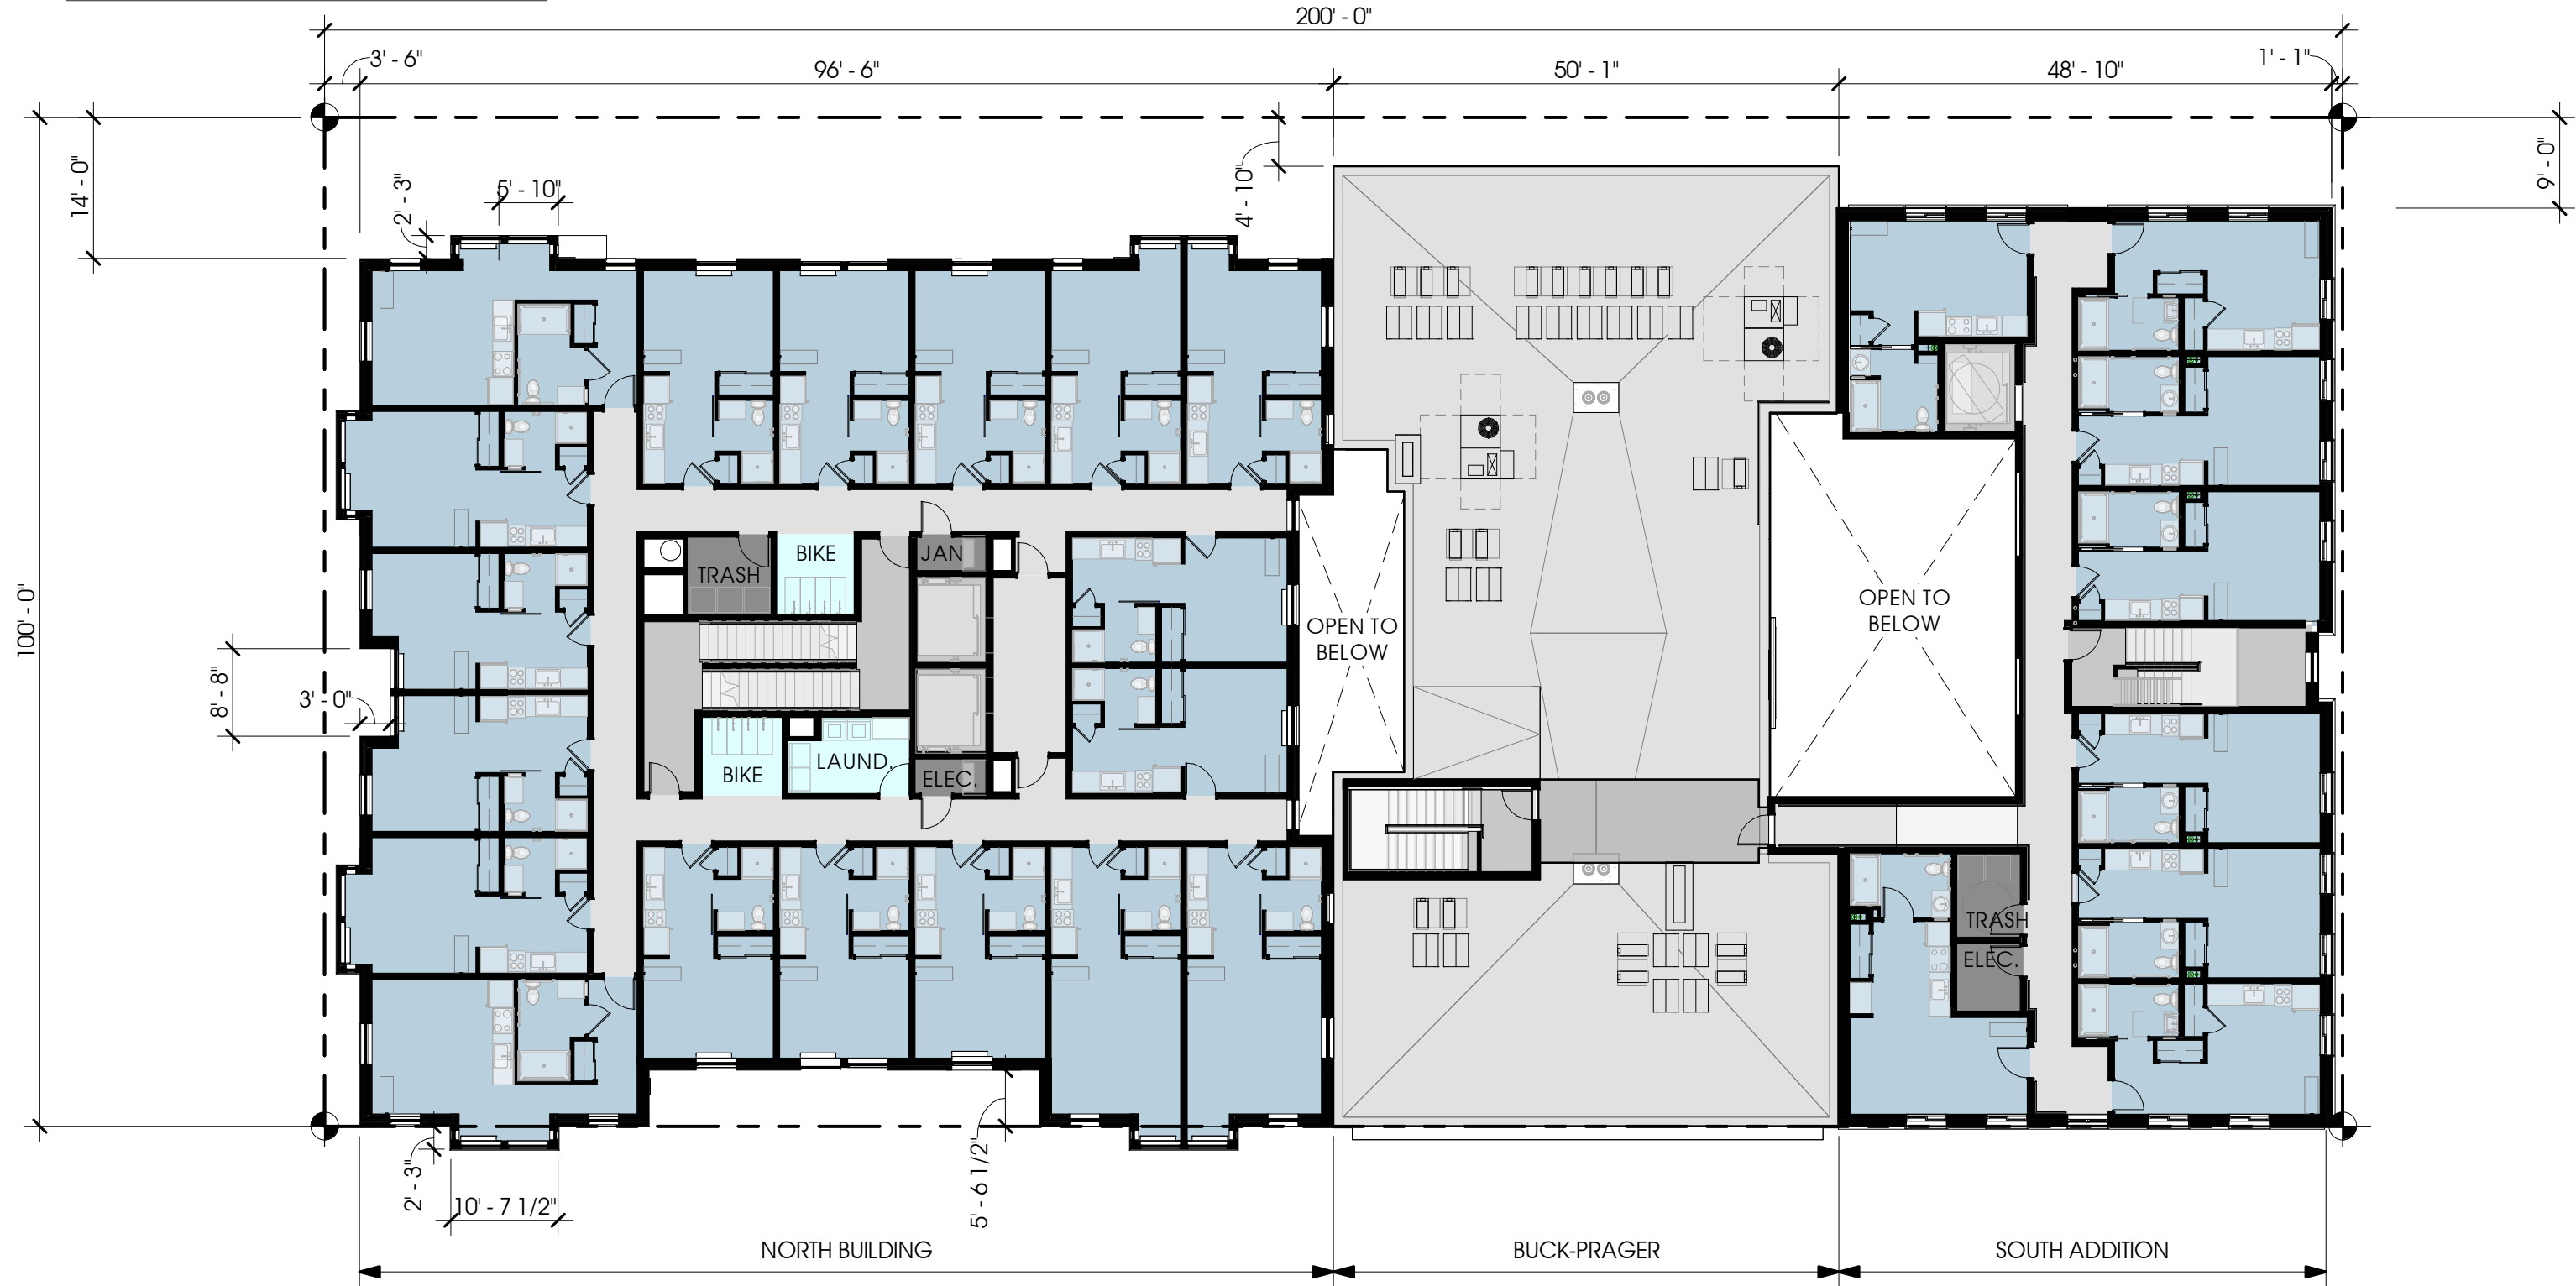 200' - 0"
3' - 6"
96' - 6"
50' - 1"
48' - 10"
1' - 1"
14' - 0"
2' - 3"
5' - 10"
4' - 10"
9' - 0"
100' - 0"
8' - 8"
3' - 0"
TRASH
BIKE
JAN
BIKE
LAUND.
ELEC.
OPEN TO
BELOW
OPEN TO
BELOW
TRASH
ELEC.
2' - 3"
10' - 7 1/2"
5' - 6 1/2"
NORTH BUILDING
BUCK-PRAGER
SOUTH ADDITION